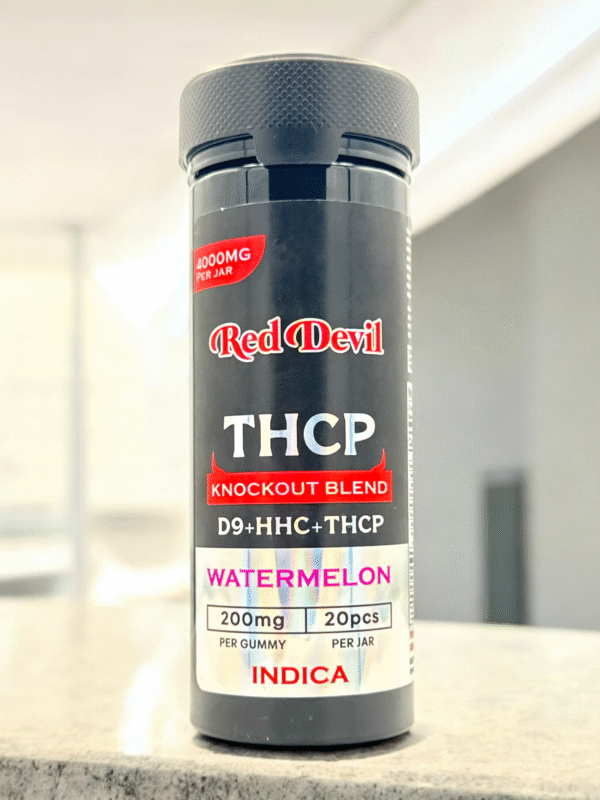 4000MG
PER JAR
Red Devil
THCP
KNOCKOUT BLEND
D9+HHC+THCP
WATERMELON
200mg 20pcs
PER GUMMY PER JAR
INDICA